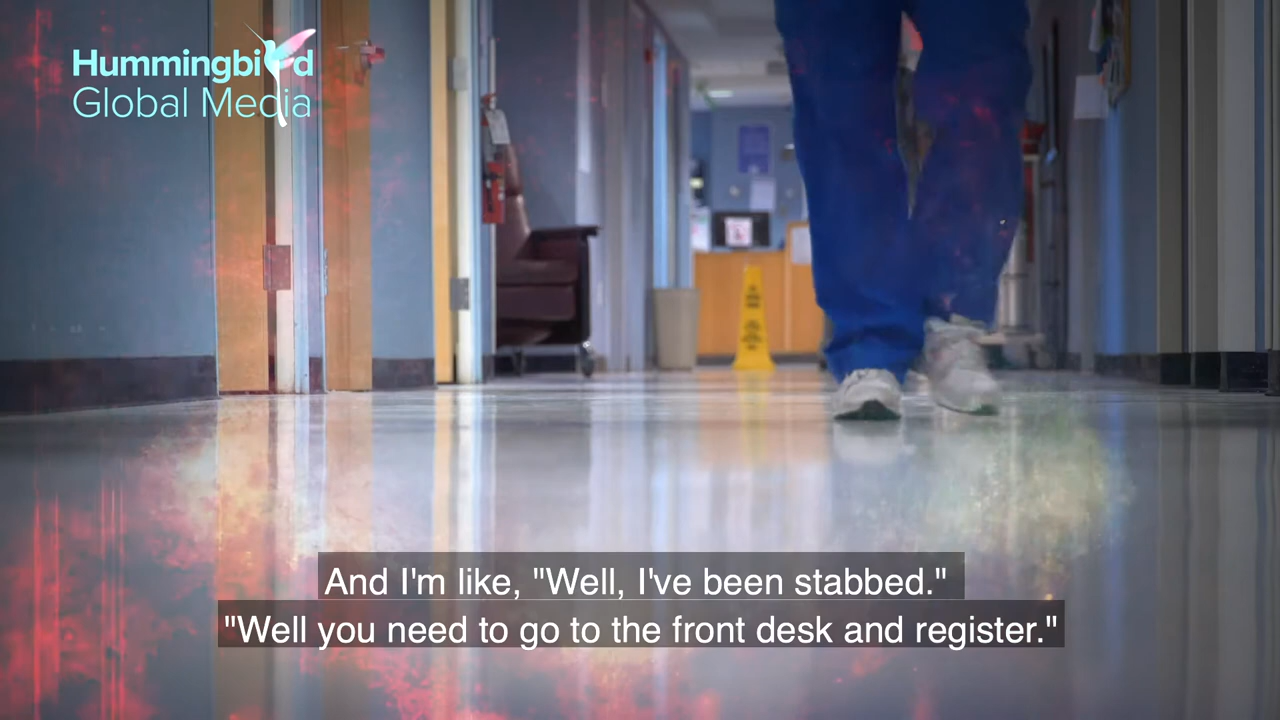 Hummingbird
Global Media
And I'm like, "Well, I've been stabbed."
"Well you need to go to the front desk and register."